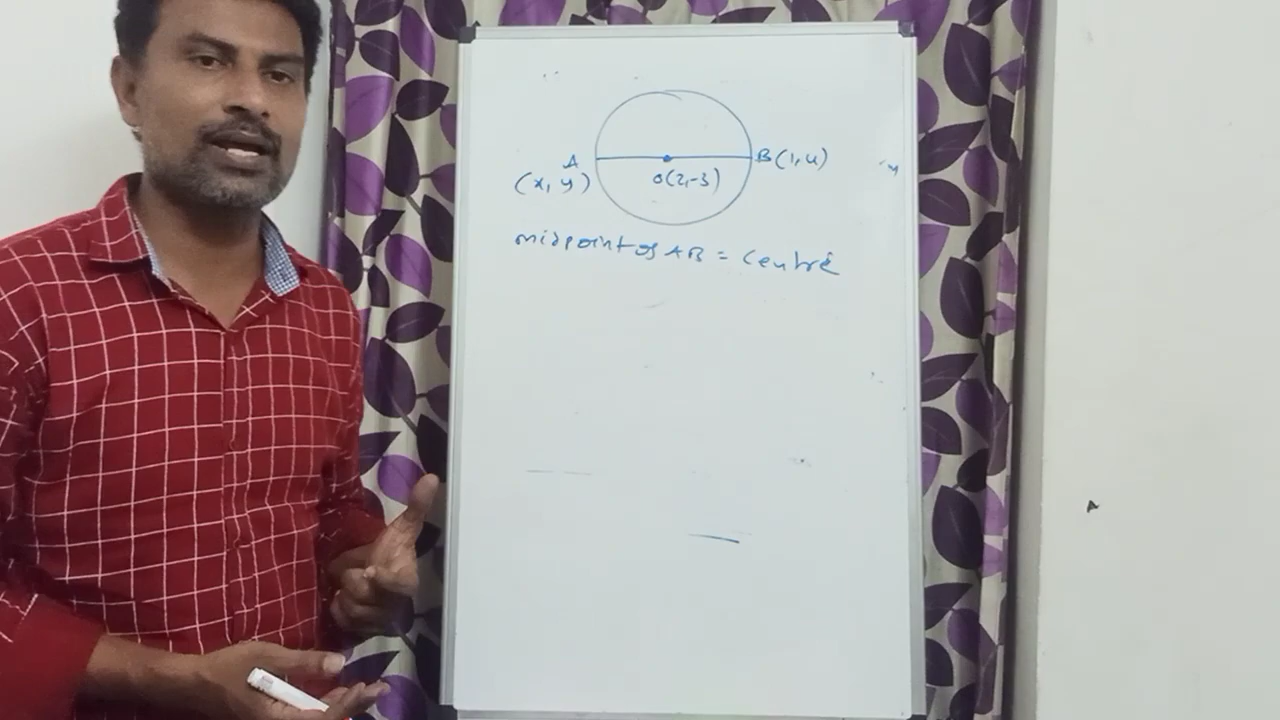 A
B(1,4)
(x, y)
O(2,-3)
midpoint of AB = Centre